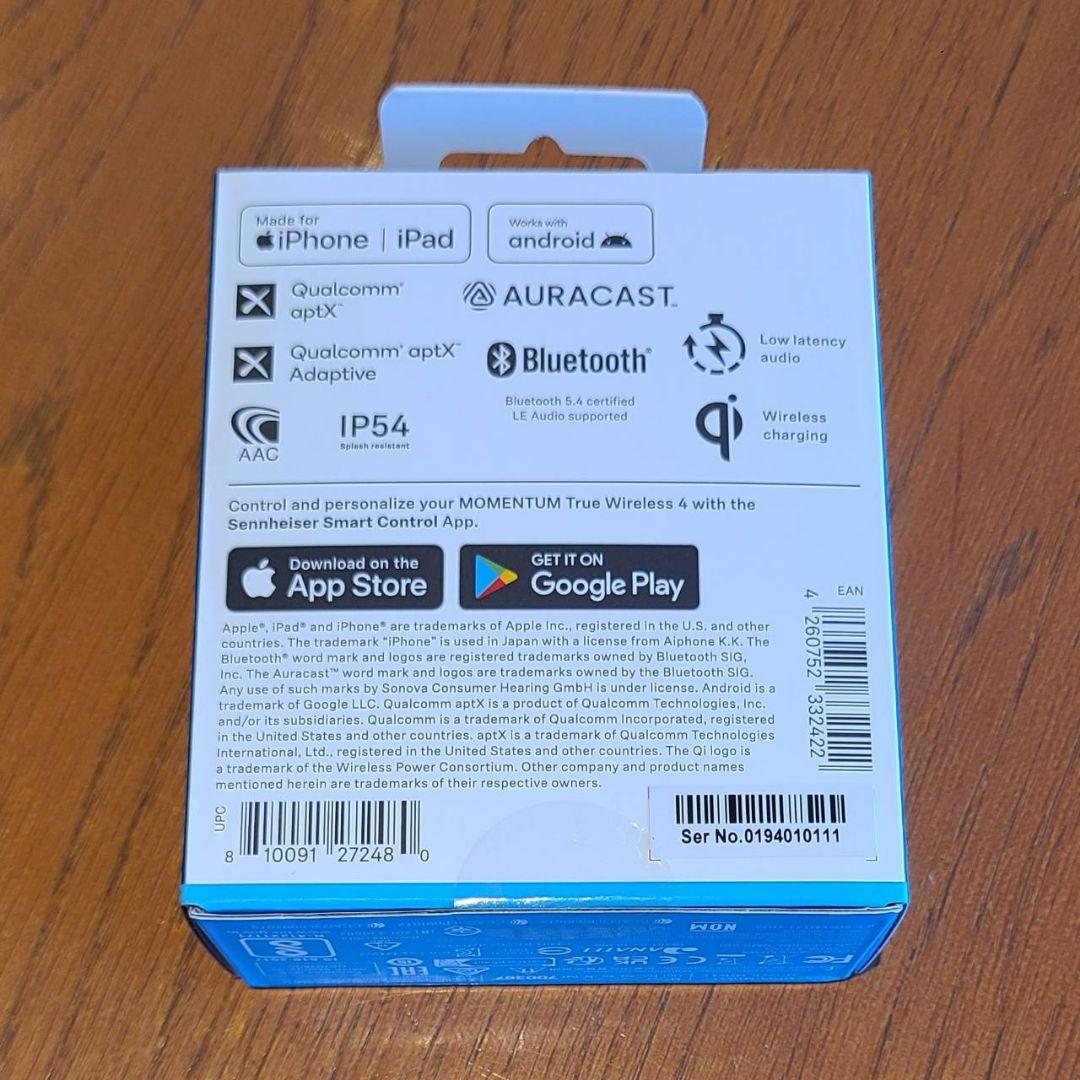 Made for
iPhone | iPad
Works with
android
Qualcomm®
aptX™
AURACAST™
Qualcomm® aptX™
Adaptive
Bluetooth®
Low latency
audio
Bluetooth 5.4 certified
LE Audio supported
AAC
IP54
Splash resistant
Wireless
charging
Control and personalize your MOMENTUM True Wireless 4 with the
Sennheiser Smart Control App.
Download on the
App Store
GET IT ON
Google Play
Apple®, iPad® and iPhone® are trademarks of Apple Inc., registered in the U.S. and other
countries. The trademark "iPhone" is used in Japan with a license from Aiphone K.K. The
Bluetooth® word mark and logos are registered trademarks owned by Bluetooth SIG,
Inc. The Auracast™ word mark and logos are trademarks owned by the Bluetooth SIG.
Any use of such marks by Sonova Consumer Hearing GmbH is under license. Android is a
trademark of Google LLC. Qualcomm aptX is a product of Qualcomm Technologies, Inc.
and/or its subsidiaries. Qualcomm is a trademark of Qualcomm Incorporated, registered
in the United States and other countries. aptX is a trademark of Qualcomm Technologies
International, Ltd., registered in the United States and other countries. The Qi logo is
a trademark of the Wireless Power Consortium. Other company and product names
mentioned herein are trademarks of their respective owners.
EAN
4 260752 332422
UPC
8 10091 27248 0
Ser No.0194010111
NOM
ANATEL
EAC
CE
FC